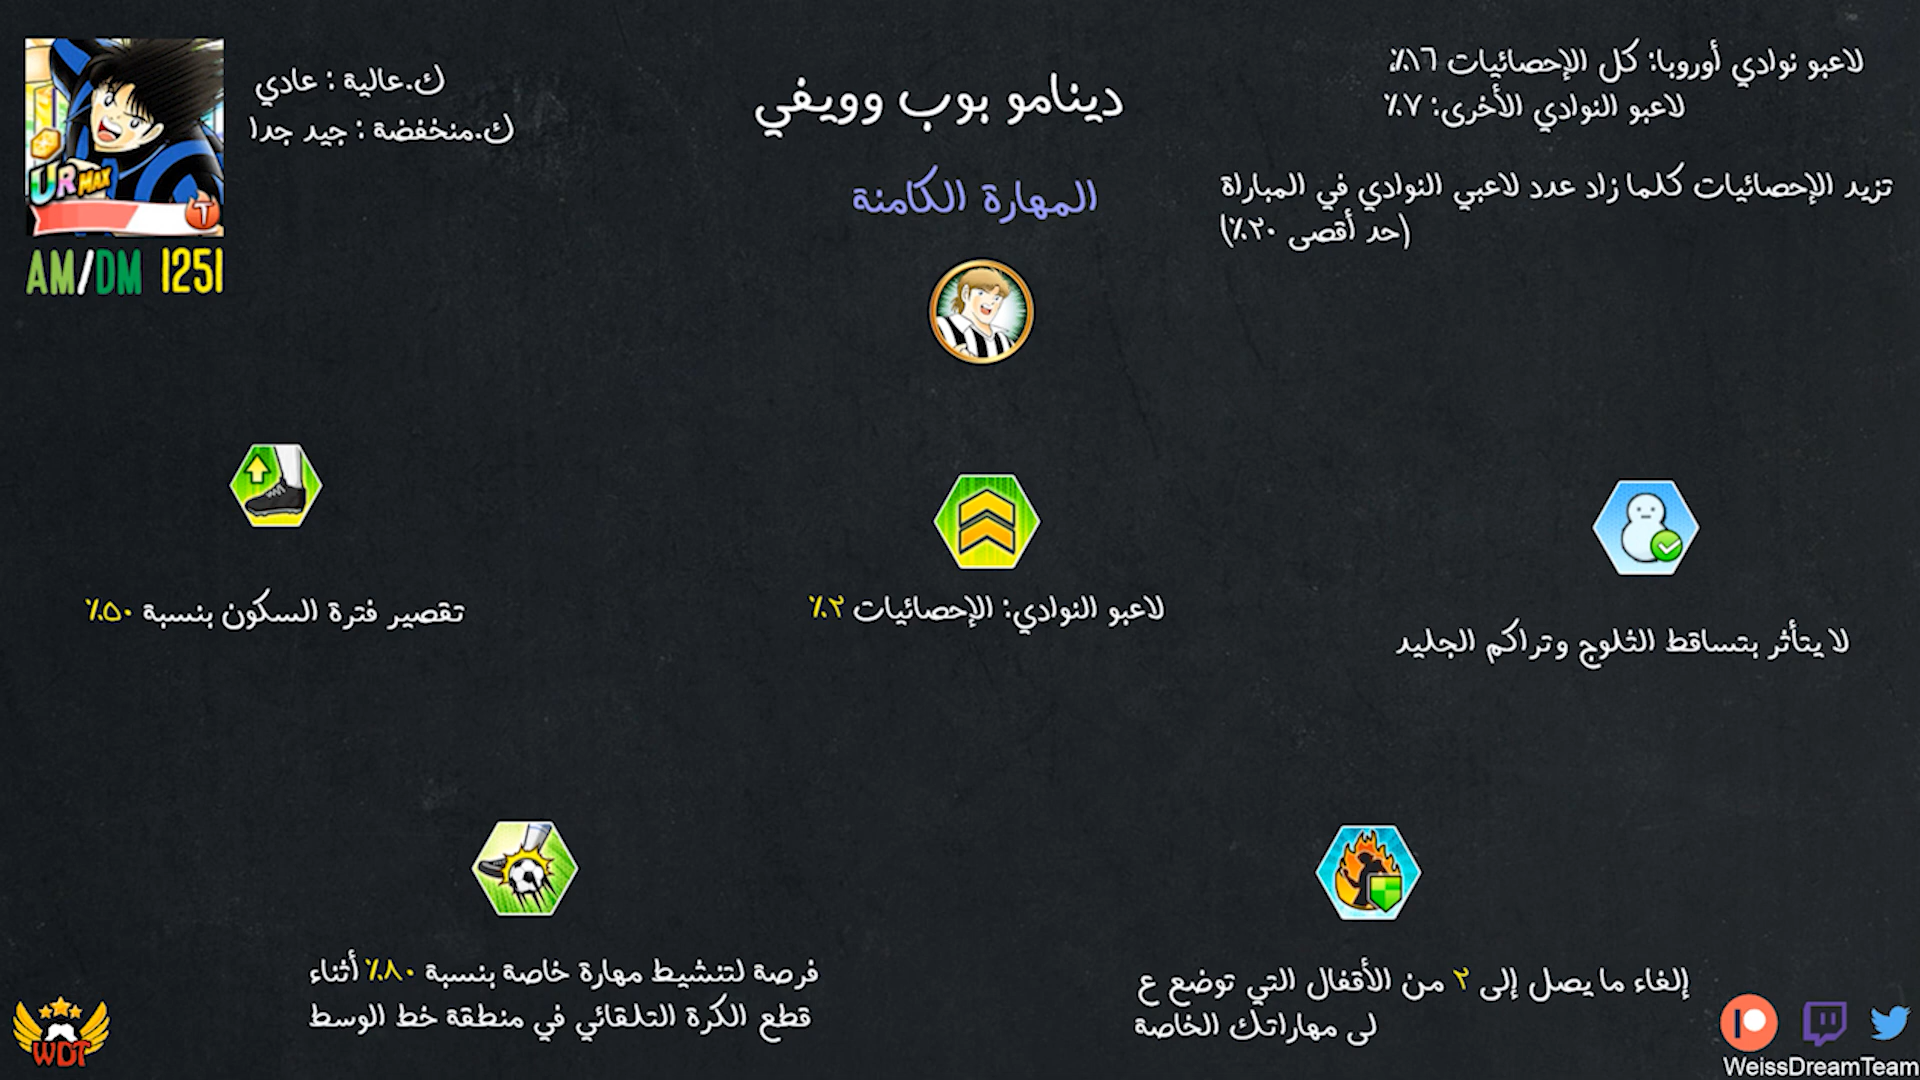 ك.عالية : عادي
ك.منخفضة : جيد جدا
UR MAX
T
AM/DM 1251
دينامو بوب وويفي
المهارة الكامنة
لاعبو نوادي أوروبا: كل الإحصائيات ١٦٪
لاعبو النوادي الأخرى: ٧٪
تزيد الإحصائيات كلما زاد عدد لاعبي النوادي في المباراة
(حد أقصى ٢٠٪)
تقصير فترة السكون بنسبة ٥٠٪
لاعبو النوادي: الإحصائيات ٢٪
لا يتأثر بتساقط الثلوج وتراكم الجليد
فرصة لتنشيط مهارة خاصة بنسبة ٨٠٪ أثناء
قطع الكرة التلقائي في منطقة خط الوسط
إلغاء ما يصل إلى ٢ من الأقفال التي توضع ع
لى مهاراتك الخاصة
WDT
WeissDreamTeam